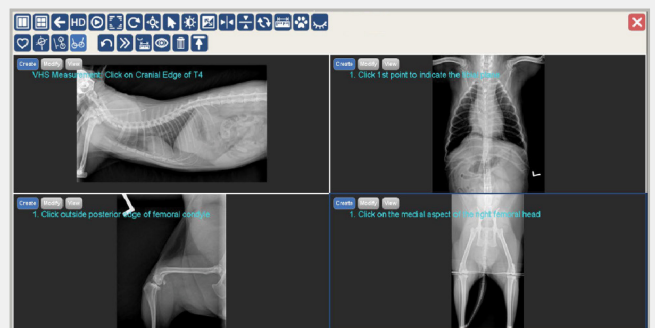 HD
Create Modify View
VHS Measurement: Click on Cranial Edge of T4
Create Modify View
1. Click 1st point to indicate the
Create Modify View
1. Click outside posterior edge of femoral condyle
Create Modify View
1. Click on the medial aspect of the right femoral head